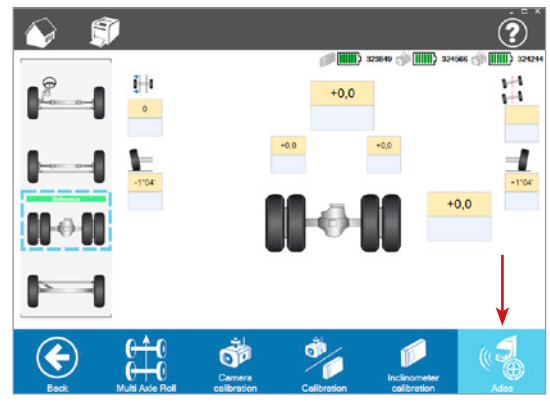 323849 324566 324244
+0,0
0
+0,0 +0,0
-1°04' +1°04'
Reference
+0,0
Back
Multi Axle Roll
Camera
calibration
Calibration
Inclinometer
calibration
Adas